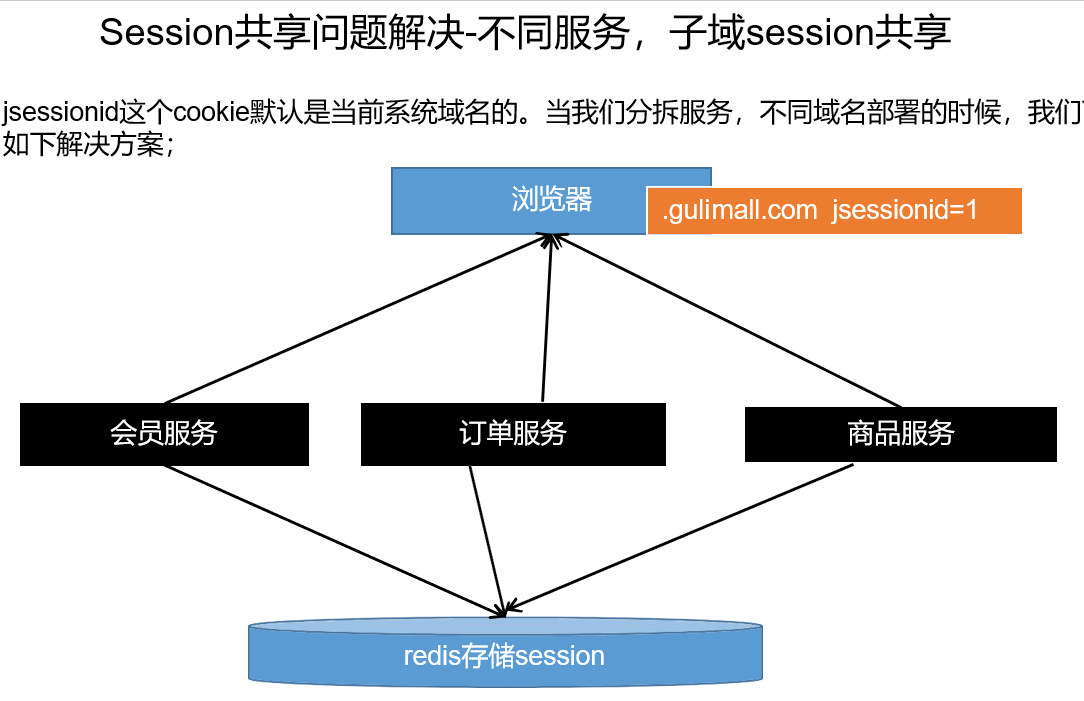 Session共享问题解决-不同服务，子域session共享
jsessionid这个cookie默认是当前系统域名的。当我们分拆服务，不同域名部署的时候，我们
如下解决方案；
浏览器
.gulimall.com jsessionid=1
会员服务
订单服务
商品服务
redis存储session